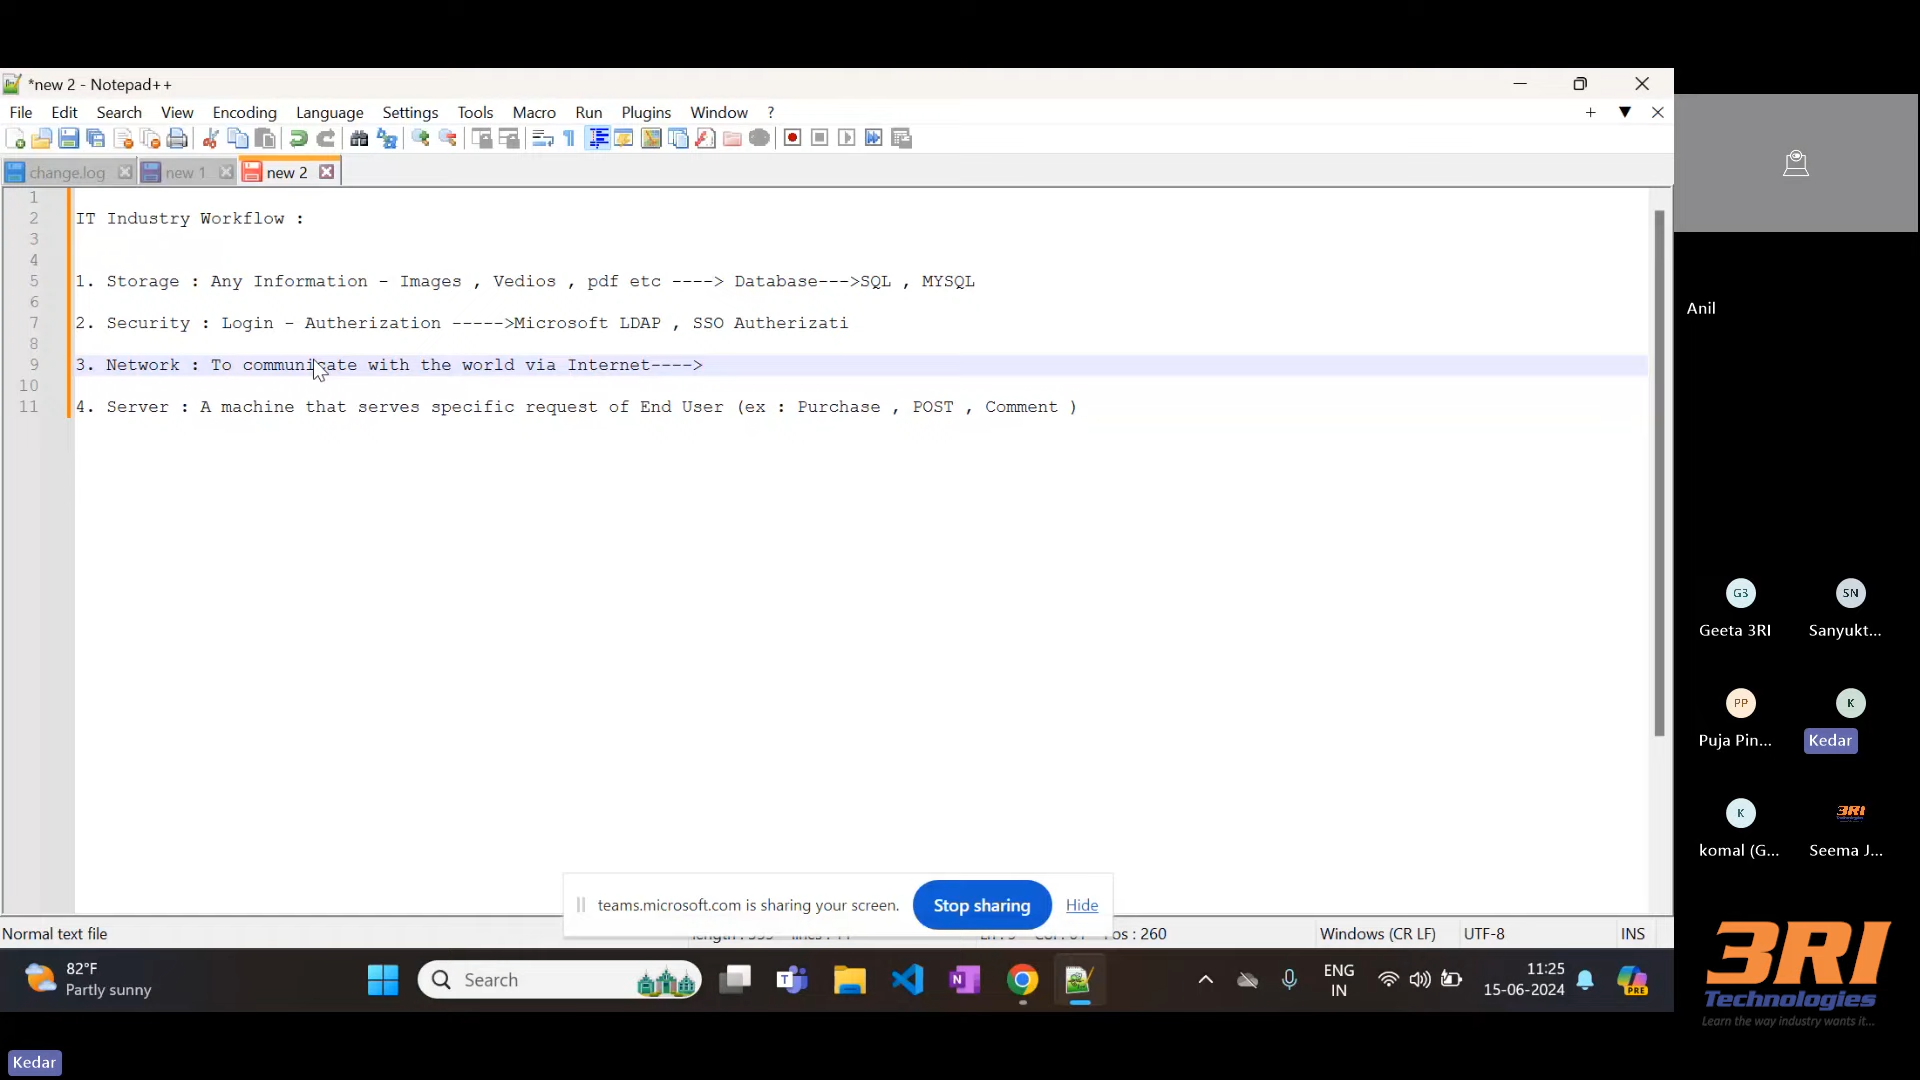 *new 2 - Notepad++
File Edit Search View Encoding Language Settings Tools Macro Run Plugins Window ?
change.log new 1 new 2
1
2 IT Industry Workflow :
3
4
5 1. Storage : Any Information - Images , Vedios , pdf etc ----> Database--->SQL , MYSQL
6
7 2. Security : Login - Autherization ----->Microsoft LDAP , SSO Autherizati
8
9 3. Network : To communicate with the world via Internet---->
10
11 4. Server : A machine that serves specific request of End User (ex : Purchase , POST , Comment )
Anil
G3 SN
Geeta 3RI Sanyukt...
PP K
Puja Pin... Kedar
K 3RI
komal (G... Seema J...
teams.microsoft.com is sharing your screen. Stop sharing Hide
Normal text file
: 260 Windows (CR LF) UTF-8 INS
82°F
Partly sunny
Search
ENG
IN
11:25
15-06-2024
PRE
3RI
Technologies
Learn the way industry wants it...
Kedar